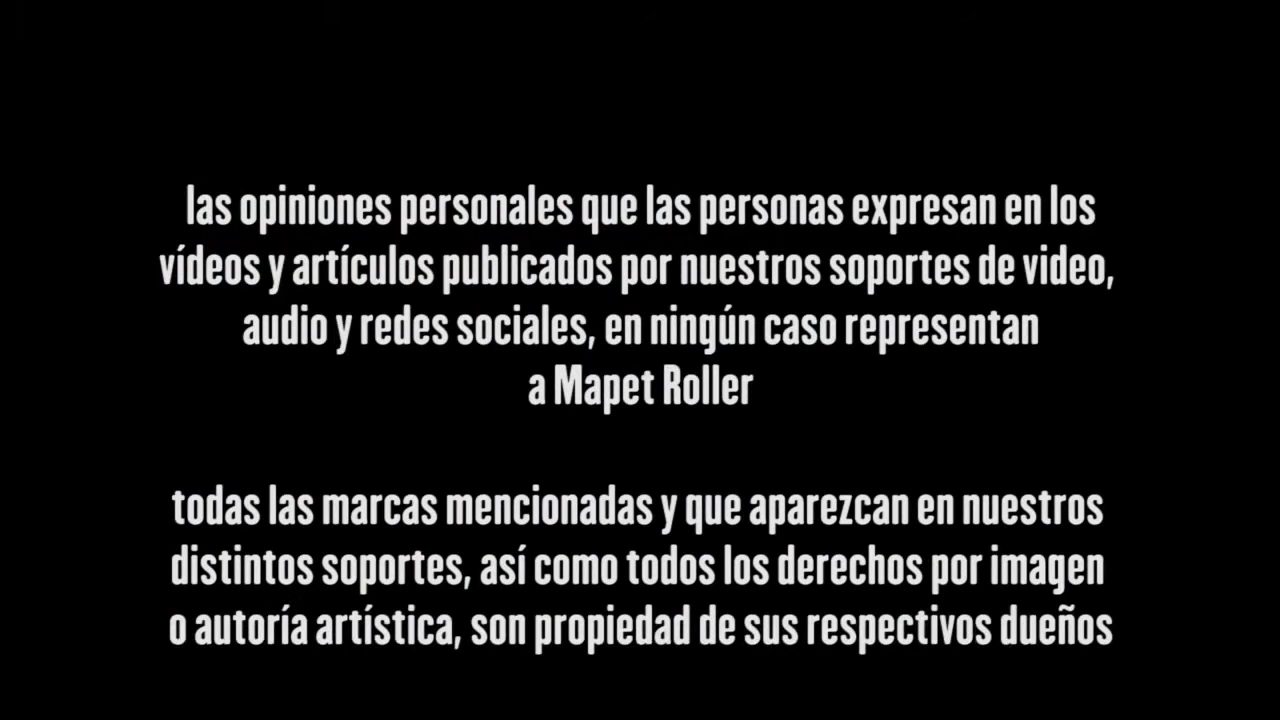 las opiniones personales que las personas expresan en los
vídeos y artículos publicados por nuestros soportes de video,
audio y redes sociales, en ningún caso representan
a Mapet Roller
todas las marcas mencionadas y que aparezcan en nuestros
distintos soportes, así como todos los derechos por imagen
o autoría artística, son propiedad de sus respectivos dueños